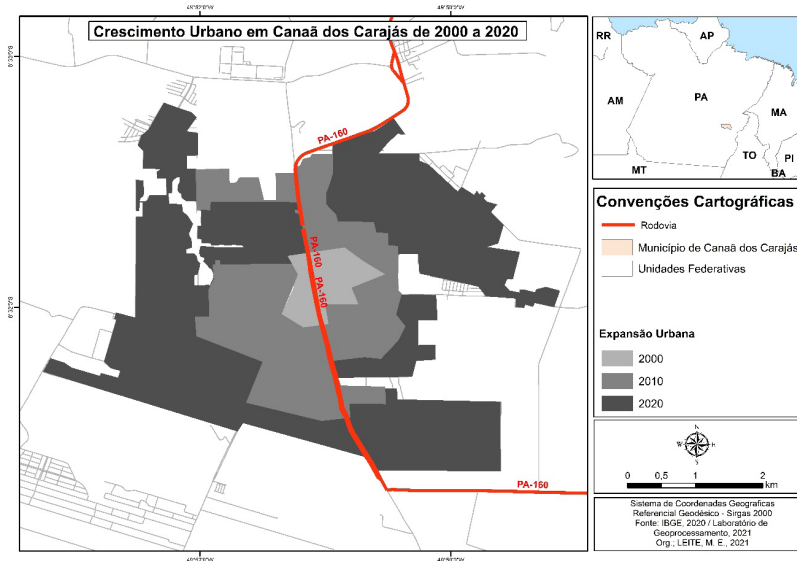 Crescimento Urbano em Canaã dos Carajás de 2000 a 2020
PA-160
PA-160
PA-160
PA-160
RR
AP
AM
PA
MA
TO
PI
BA
MT
Convenções Cartográficas
Rodovia
Município de Canaã dos Carajás
Unidades Federativas
Expansão Urbana
2000
2010
2020
N
W
E
S
0 0,5 1 2
km
Sistema de Coordenadas Geograficas
Referencial Geodèsico - Sirgas 2000
Fonte: IBGE, 2020 / Laboratório de
Geoprocessamento, 2021
Org.; LEITE, M. E., 2021